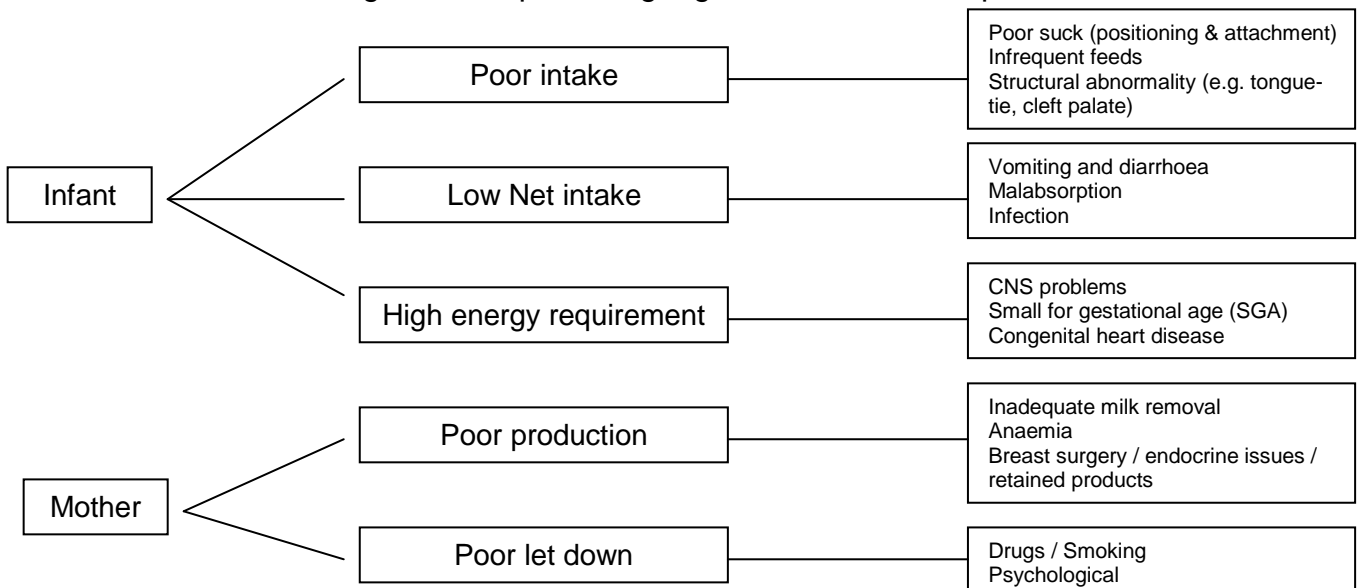 Poor intake
Poor suck (positioning & attachment)
Infrequent feeds
Structural abnormality (e.g. tongue-
tie, cleft palate)
Infant
Low Net intake
Vomiting and diarrhoea
Malabsorption
Infection
High energy requirement
CNS problems
Small for gestational age (SGA)
Congenital heart disease
Mother
Poor production
Inadequate milk removal
Anaemia
Breast surgery / endocrine issues /
retained products
Poor let down
Drugs / Smoking
Psychological